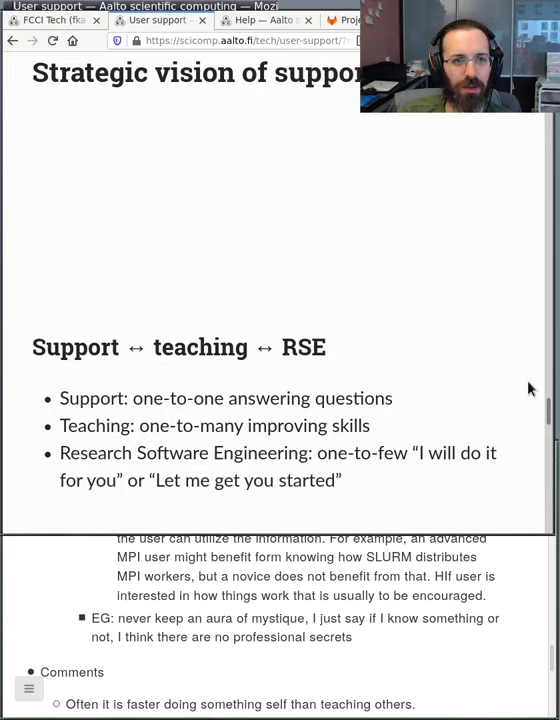 User support — Aalto scientific computing — Mozi
FCCI Tech (fka
User support –
Help — Aalto s
Proje
https://scicomp.aalto.fi/tech/user-support/?
Strategic vision of suppor
Support ↔ teaching ↔ RSE
• Support: one-to-one answering questions
• Teaching: one-to-many improving skills
• Research Software Engineering: one-to-few “I will do it
for you” or “Let me get you started”
the user can utilize the information. For example, an advanced
MPI user might benefit form knowing how SLURM distributes
MPI workers, but a novice does not benefit from that. HIf user is
interested in how things work that is usually to be encouraged.
■ EG: never keep an aura of mystique, I just say if I know something or
not, I think there are no professional secrets
● Comments
○ Often it is faster doing something self than teaching others.